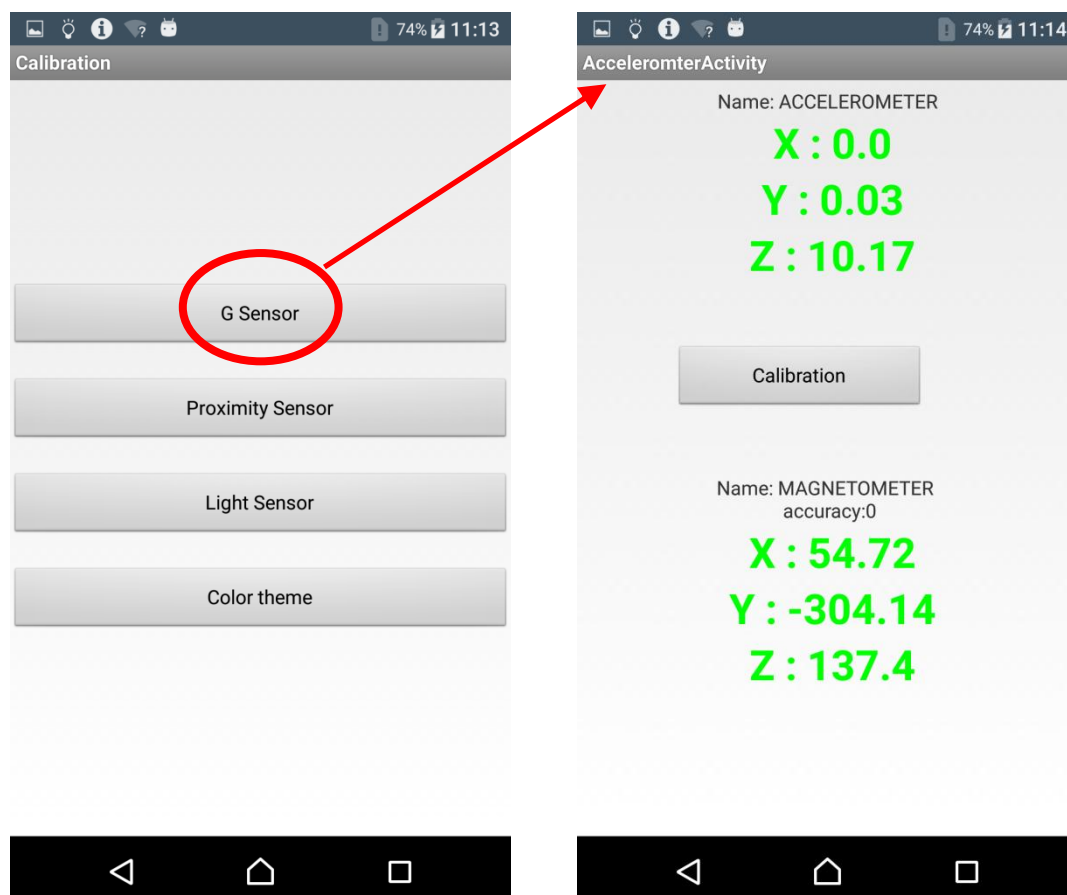 74% 11:13
Calibration
G Sensor
Proximity Sensor
Light Sensor
Color theme
74% 11:14
AcceleromterActivity
Name: ACCELEROMETER
X : 0.0
Y : 0.03
Z : 10.17
Calibration
Name: MAGNETOMETER
accuracy:0
X : 54.72
Y : -304.14
Z : 137.4